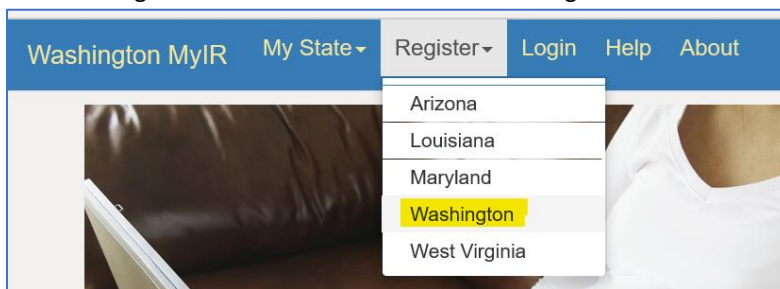 Washington MyIR My State Register Login Help About
Arizona
Louisiana
Maryland
Washington
West Virginia